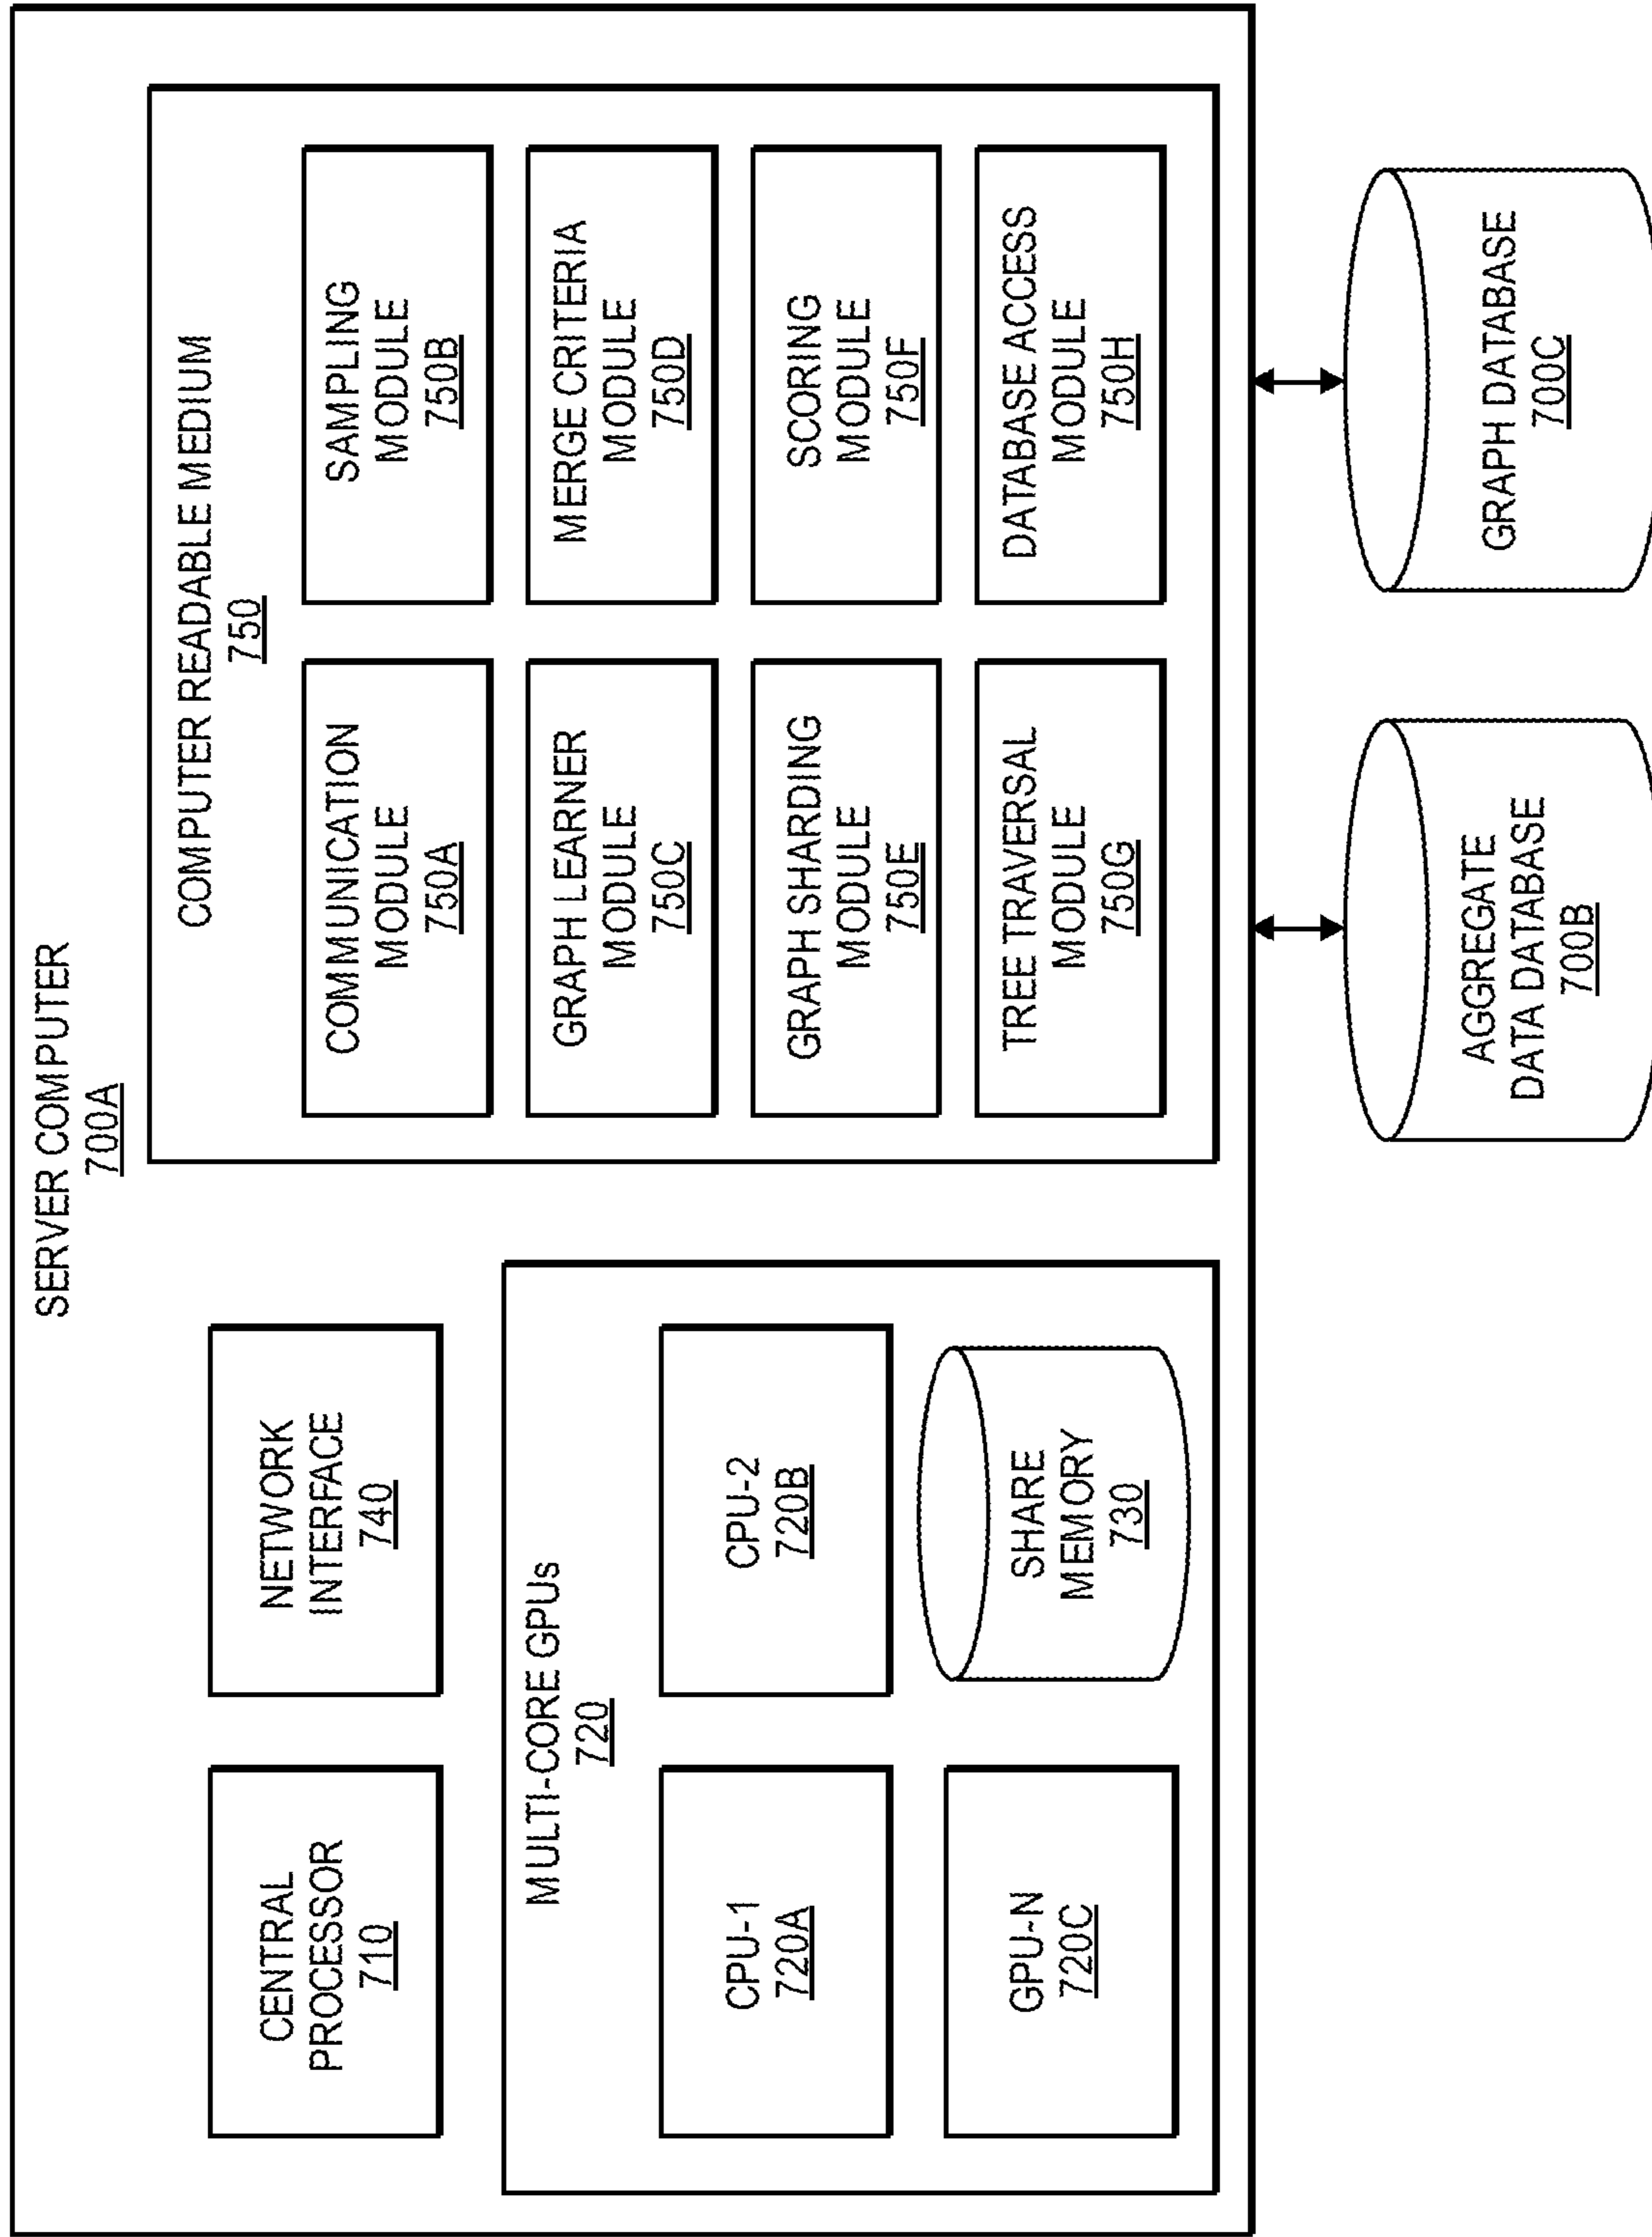 SERVER COMPUTER
700A
CENTRAL
PROCESSOR
710
NETWORK
INTERFACE
740
MULTI-CORE GPUs
720
CPU-1
720A
CPU-2
720B
GPU-N
720C
SHARE
MEMORY
730
COMPUTER READABLE MEDIUM
750
COMMUNICATION
MODULE
750A
SAMPLING
MODULE
750B
GRAPH LEARNER
MODULE
750C
MERGE CRITERIA
MODULE
750D
GRAPH SHARDING
MODULE
750E
SCORING
MODULE
750F
TREE TRAVERSAL
MODULE
750G
DATABASE ACCESS
MODULE
750H
AGGREGATE
DATA DATABASE
700B
GRAPH DATABASE
700C